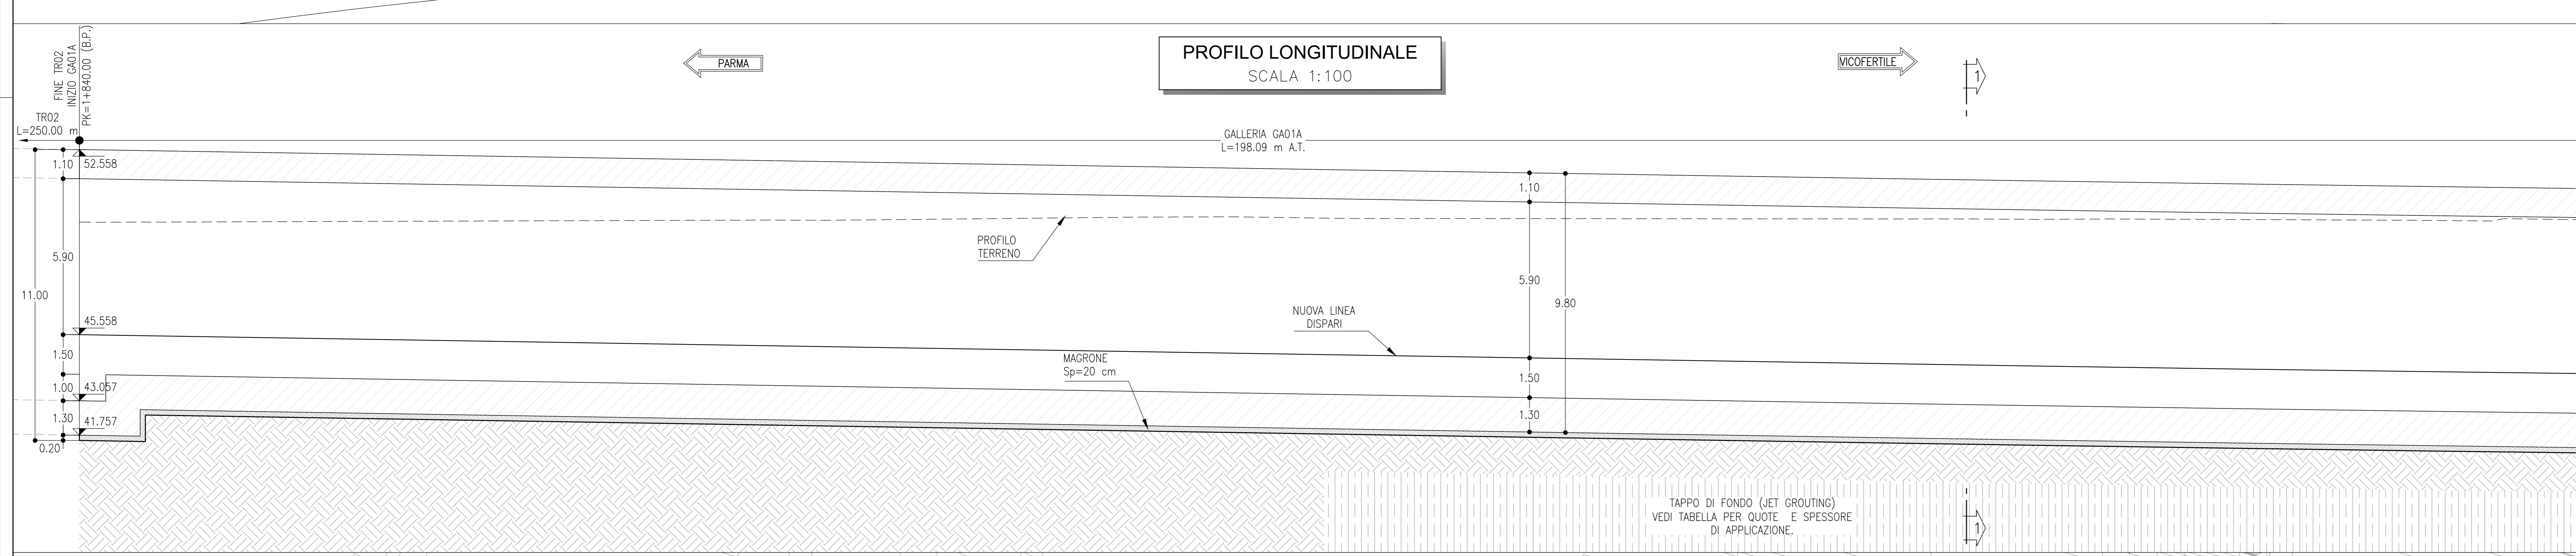 FINE TR02
INIZIO GA01A
PK=1+840.00 (B.P.)
TR02
L=250.00 m
PARMA
PROFILO LONGITUDINALE
SCALA 1:100
VICOFERTILE
1
GALLERIA GA01A
L=198.09 m A.T.
1.10
52.558
5.90
11.00
45.558
1.50
1.00
43.057
1.30
41.757
0.20
PROFILO
TERRENO
NUOVA LINEA
DISPARI
MAGRONE
Sp=20 cm
1.10
5.90
9.80
1.50
1.30
TAPPO DI FONDO (JET GROUTING)
VEDI TABELLA PER QUOTE E SPESSORE
DI APPLICAZIONE.
1